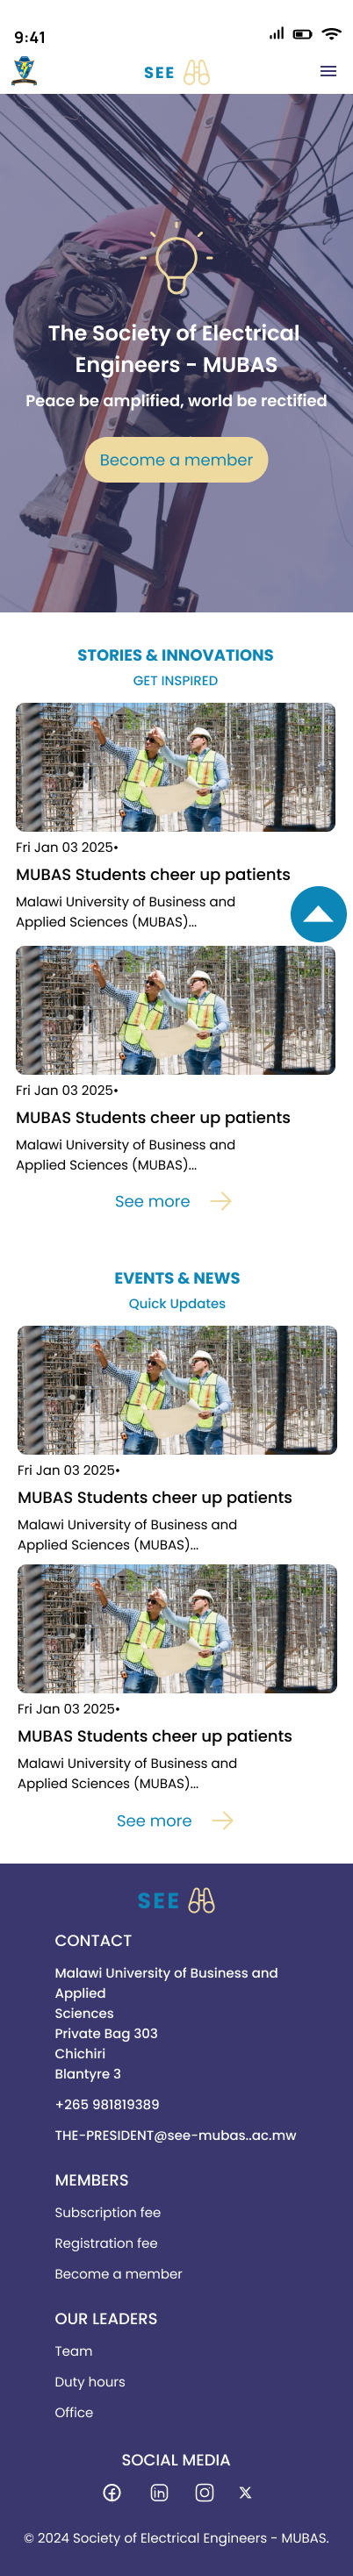 9:41
SEE
The Society of Electrical
Engineers - MUBAS
Peace be amplified, world be rectified
Become a member
STORIES & INNOVATIONS
GET INSPIRED
Fri Jan 03 2025•
MUBAS Students cheer up patients
Malawi University of Business and
Applied Sciences (MUBAS)...
Fri Jan 03 2025•
MUBAS Students cheer up patients
Malawi University of Business and
Applied Sciences (MUBAS)...
See more
EVENTS & NEWS
Quick Updates
Fri Jan 03 2025•
MUBAS Students cheer up patients
Malawi University of Business and
Applied Sciences (MUBAS)...
Fri Jan 03 2025•
MUBAS Students cheer up patients
Malawi University of Business and
Applied Sciences (MUBAS)...
See more
SEE
CONTACT
Malawi University of Business and
Applied
Sciences
Private Bag 303
Chichiri
Blantyre 3
+265 981819389
THE-PRESIDENT@see-mubas..ac.mw
MEMBERS
Subscription fee
Registration fee
Become a member
OUR LEADERS
Team
Duty hours
Office
SOCIAL MEDIA
© 2024 Society of Electrical Engineers - MUBAS.